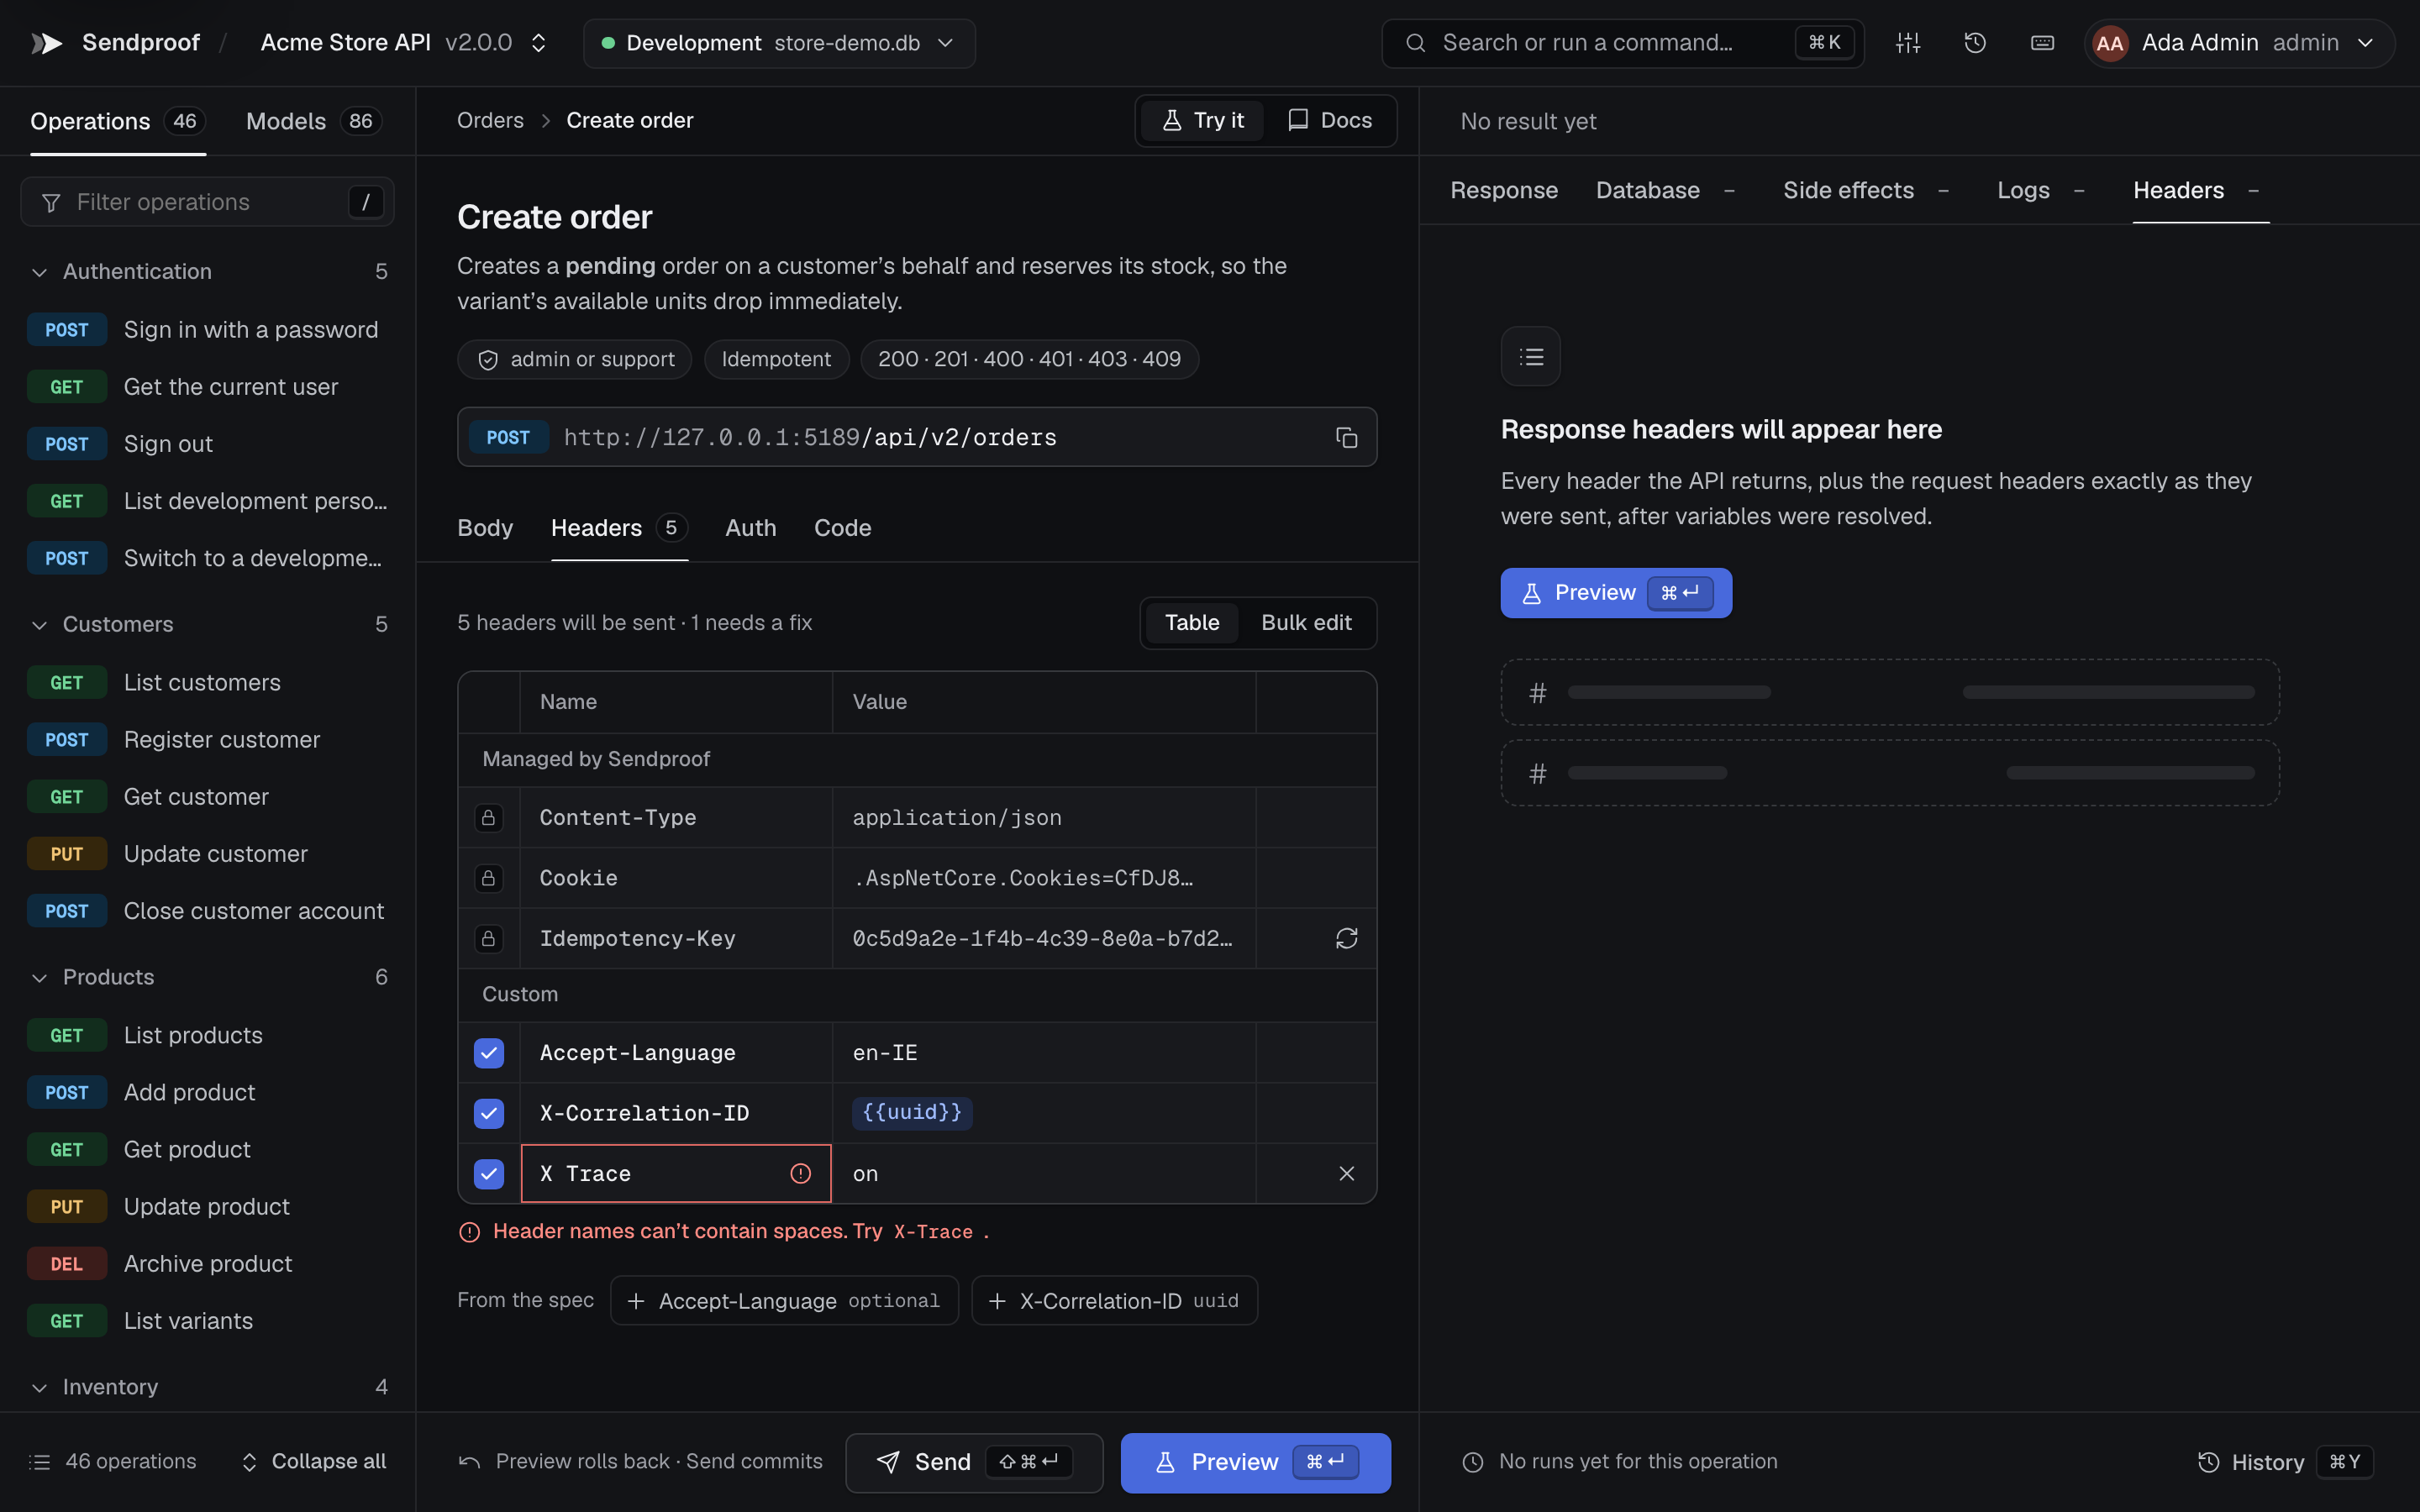 Sendproof / Acme Store API v2.0.0
Development store-demo.db
Search or run a command… ⌘K
AA Ada Admin admin
Operations 46 Models 86
Filter operations /
Authentication 5
POST Sign in with a password
GET Get the current user
POST Sign out
GET List development perso…
POST Switch to a developme…
Customers 5
GET List customers
POST Register customer
GET Get customer
PUT Update customer
POST Close customer account
Products 6
GET List products
POST Add product
GET Get product
PUT Update product
DEL Archive product
GET List variants
Inventory 4
46 operations Collapse all
Orders > Create order
Try it Docs
Create order
Creates a pending order on a customer’s behalf and reserves its stock, so the
variant’s available units drop immediately.
admin or support Idempotent 200 · 201 · 400 · 401 · 403 · 409
POST http://127.0.0.1:5189/api/v2/orders
Body Headers 5 Auth Code
5 headers will be sent · 1 needs a fix
Table Bulk edit
Name Value
Managed by Sendproof
Content-Type application/json
Cookie .AspNetCore.Cookies=CfDJ8…
Idempotency-Key 0c5d9a2e-1f4b-4c39-8e0a-b7d2…
Custom
Accept-Language en-IE
X-Correlation-ID {{uuid}}
X Trace on
Header names can’t contain spaces. Try X-Trace .
From the spec + Accept-Language optional + X-Correlation-ID uuid
Preview rolls back · Send commits
Send ⇧⌘↵
Preview ⌘↵
No result yet
Response Database – Side effects – Logs – Headers –
Response headers will appear here
Every header the API returns, plus the request headers exactly as they
were sent, after variables were resolved.
Preview ⌘↵
#
#
No runs yet for this operation
History ⌘Y